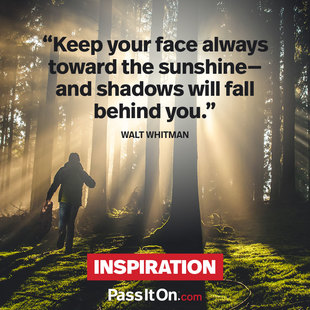 “Keep your face always
toward the sunshine—
and shadows will fall
behind you.”
WALT WHITMAN
INSPIRATION
PassItOn.com